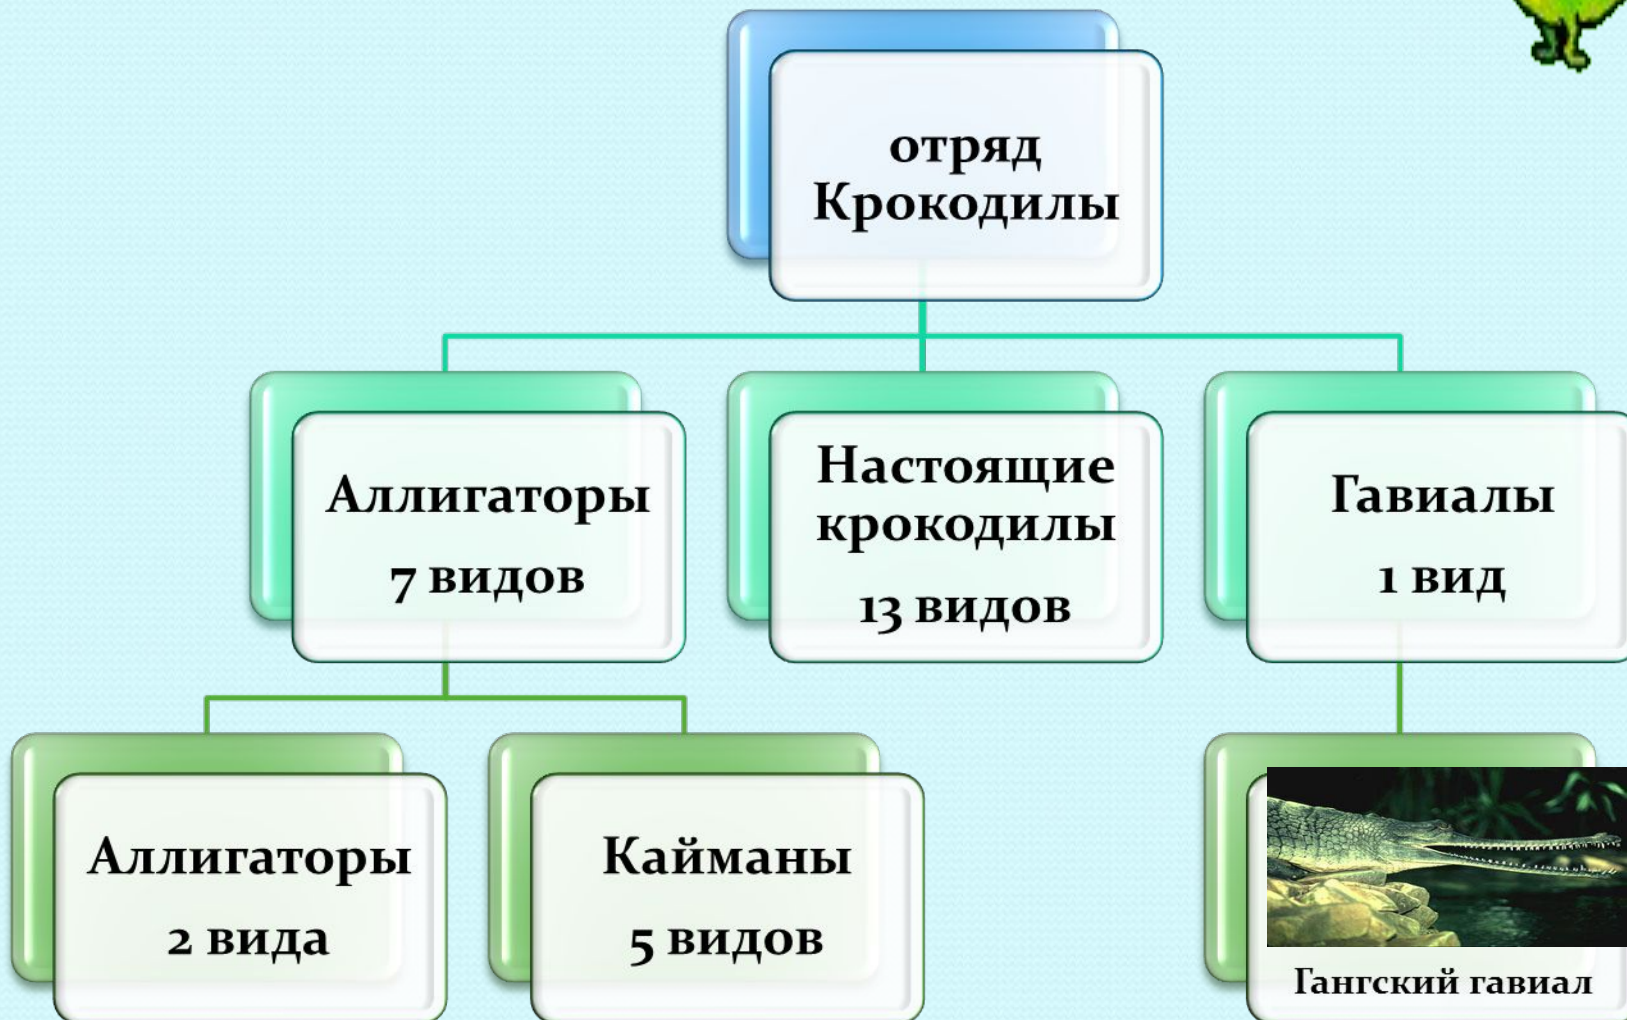 отряд
Крокодилы
Аллигаторы
7 видов
Настоящие
крокодилы
13 видов
Гавиалы
1 вид
Аллигаторы
2 вида
Кайманы
5 видов
Гангский гавиал